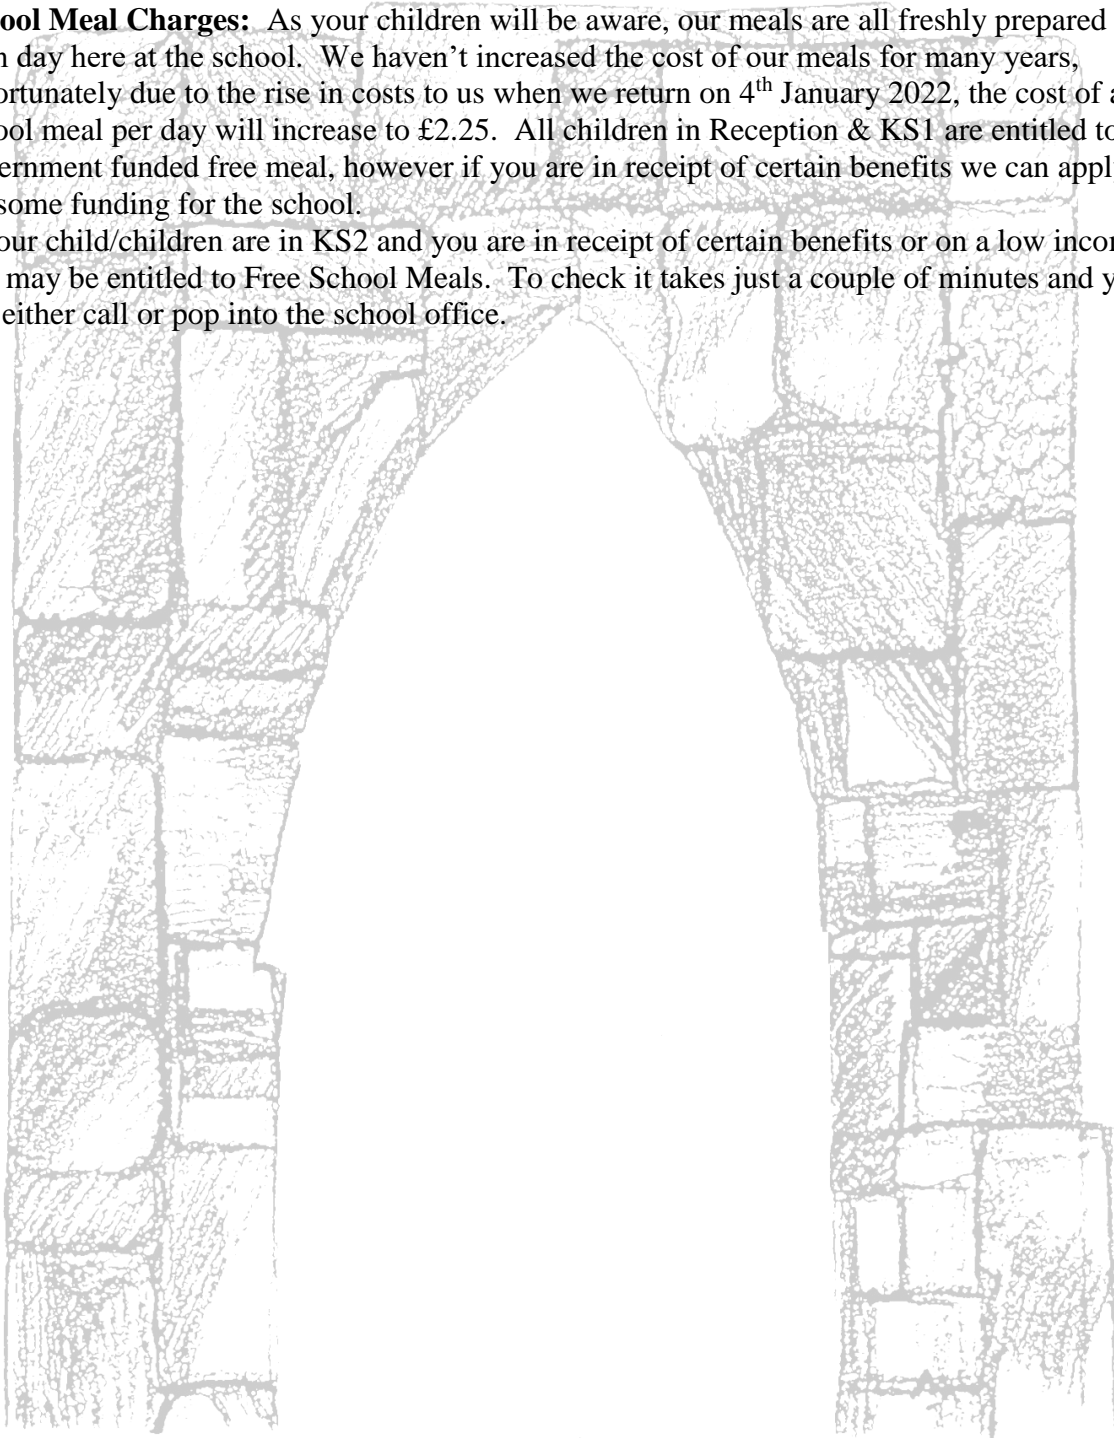 ool Meal Charges: As your children will be aware, our meals are all freshly prepared
day here at the school. We haven't increased the cost of our meals for many years,
ortunately due to the rise in costs to us when we return on 4th January 2022, the cost of a
ool meal per day will increase to £2.25. All children in Reception & KS1 are entitled to
ernment funded free meal, however if you are in receipt of certain benefits we can appl
some funding for the school.
our child/children are in KS2 and you are in receipt of certain benefits or on a low incor
may be entitled to Free School Meals. To check it takes just a couple of minutes and y
either call or pop into the school office.